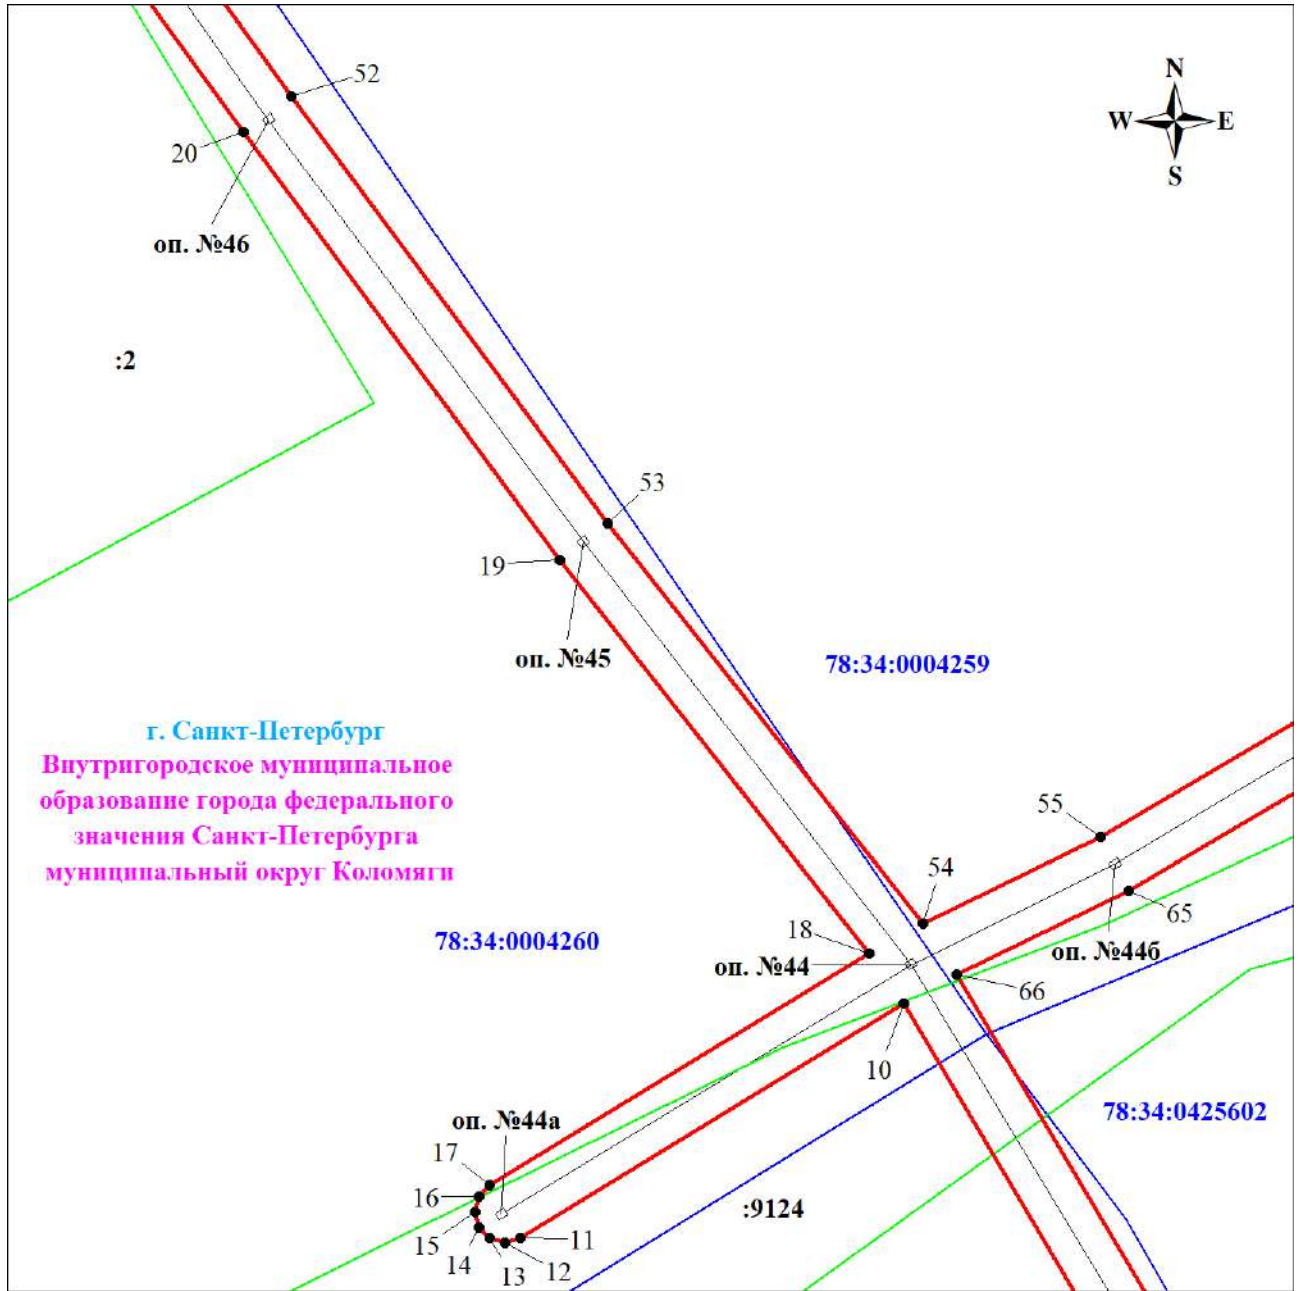 52
N
W
E
S
20
оп. №46
:2
53
19
оп. №45
78:34:0004259
г. Санкт-Петербург
Внутригородское муниципальное
образование города федерального
значения Санкт-Петербурга
муниципальный округ Коломяги
55
54
65
18
78:34:0004260
оп. №44
оп. №44б
66
10
оп. №44а
78:34:0425602
17
16
:9124
15
14
13
12
11